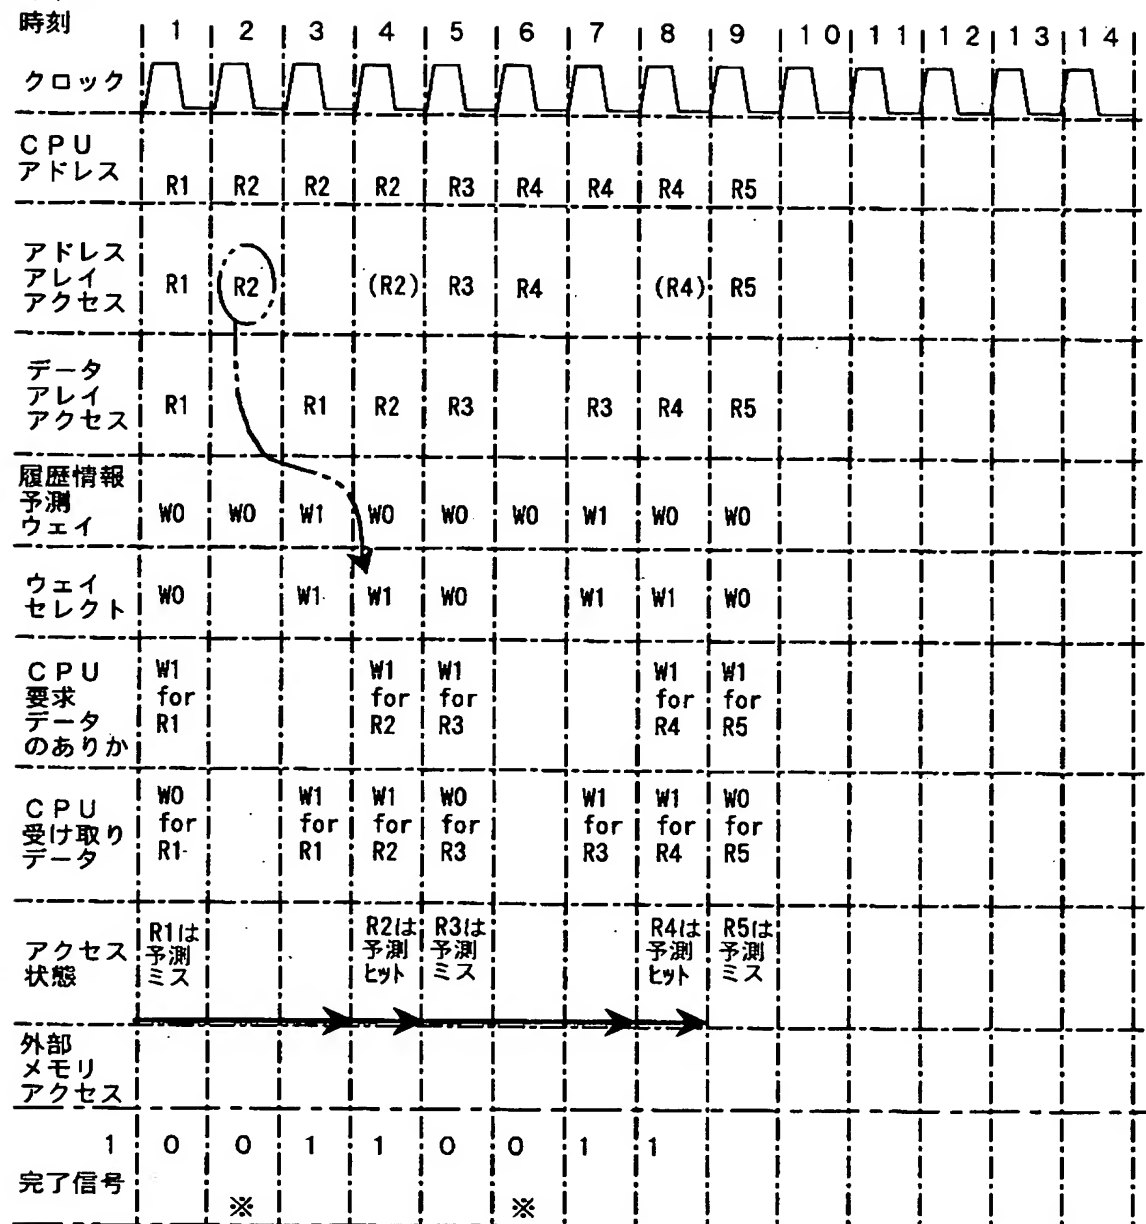 時刻 1 2 3 4 5 6 7 8 9 10 11 12 13 14
クロック
CPU
アドレス R1 R2 R2 R2 R3 R4 R4 R4 R5
アドレス
アレイ
アクセス R1 R2 (R2) R3 R4 (R4) R5
データ
アレイ
アクセス R1 R1 R2 R3 R3 R4 R5
履歴情報
予測
ウェイ W0 W0 W1 W0 W0 W0 W1 W0 W0
ウェイ
セレクト W0 W1 W1 W0 W1 W1 W0
CPU W1 W1 W1 W1 W1
要求 for for for for for
データ R1 R2 R3 R4 R5
のありか
W0 W1 W1 W0 W1 W1 W0
CPU
受け取り for for for for for for for
データ R1 R1 R2 R3 R3 R4 R5
R1は R2は R3は R4は R5は
アクセス 予測 予測 予測 予測 予測
状態 ミス ヒット ミス ヒット ミス
外部
メモリ
アクセス
1 0 0 1 1 0 0 1 1
完了信号
※ ※